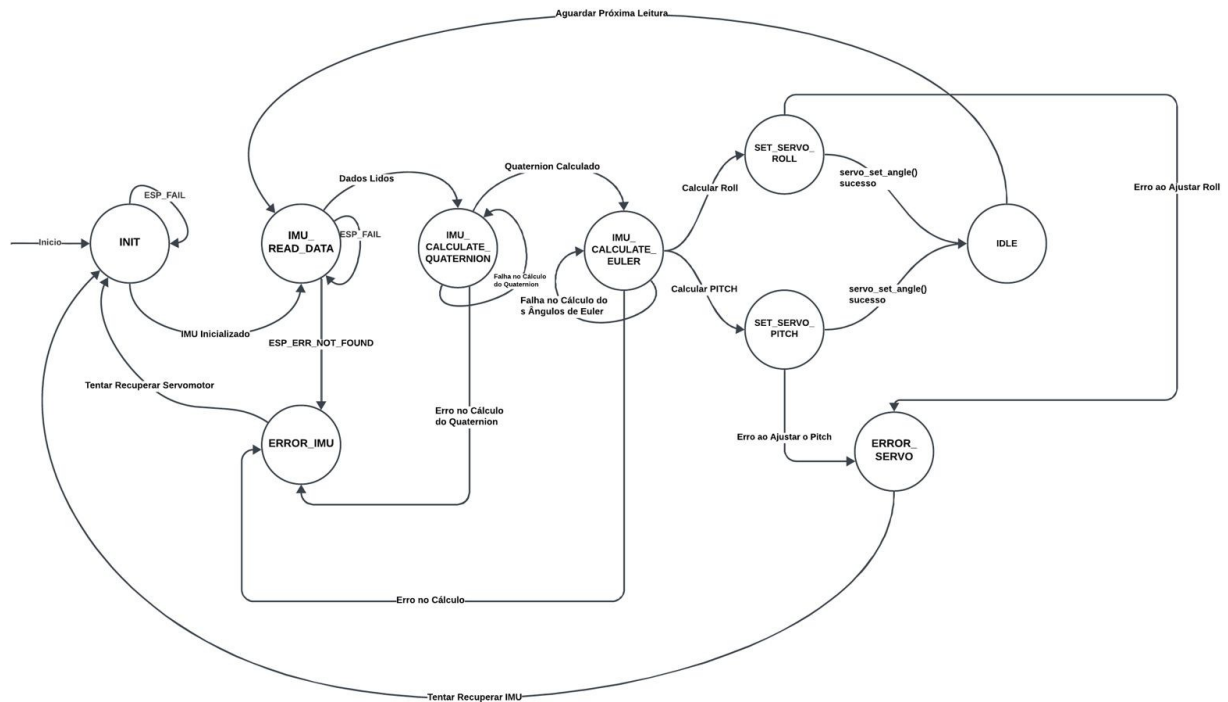 Aguardar Próxima Leitura
SET_SERVO_
ROLL
Quaternion Calculado
servo_set_angle()
sucesso
Dados Lidos
Calcular Roll
Erro ao Ajustar Roll
ESP_FAIL
Inicio
INIT
IMU_
READ_DATA
ESP_FAIL
IMU_
CALCULATE_
QUATERNION
IMU_
CALCULATE_
EULER
IDLE
Falha no Cálculo
do Quaternion
Calcular PITCH
servo_set_angle()
sucesso
Falha no Cálculo do
s Ângulos de Euler
SET_SERVO_
PITCH
IMU Inicializado
ESP_ERR_NOT_FOUND
Tentar Recuperar Servomotor
Erro no Cálculo
do Quaternion
ERROR_IMU
Erro ao Ajustar o Pitch
ERROR_
SERVO
Erro no Cálculo
Tentar Recuperar IMU